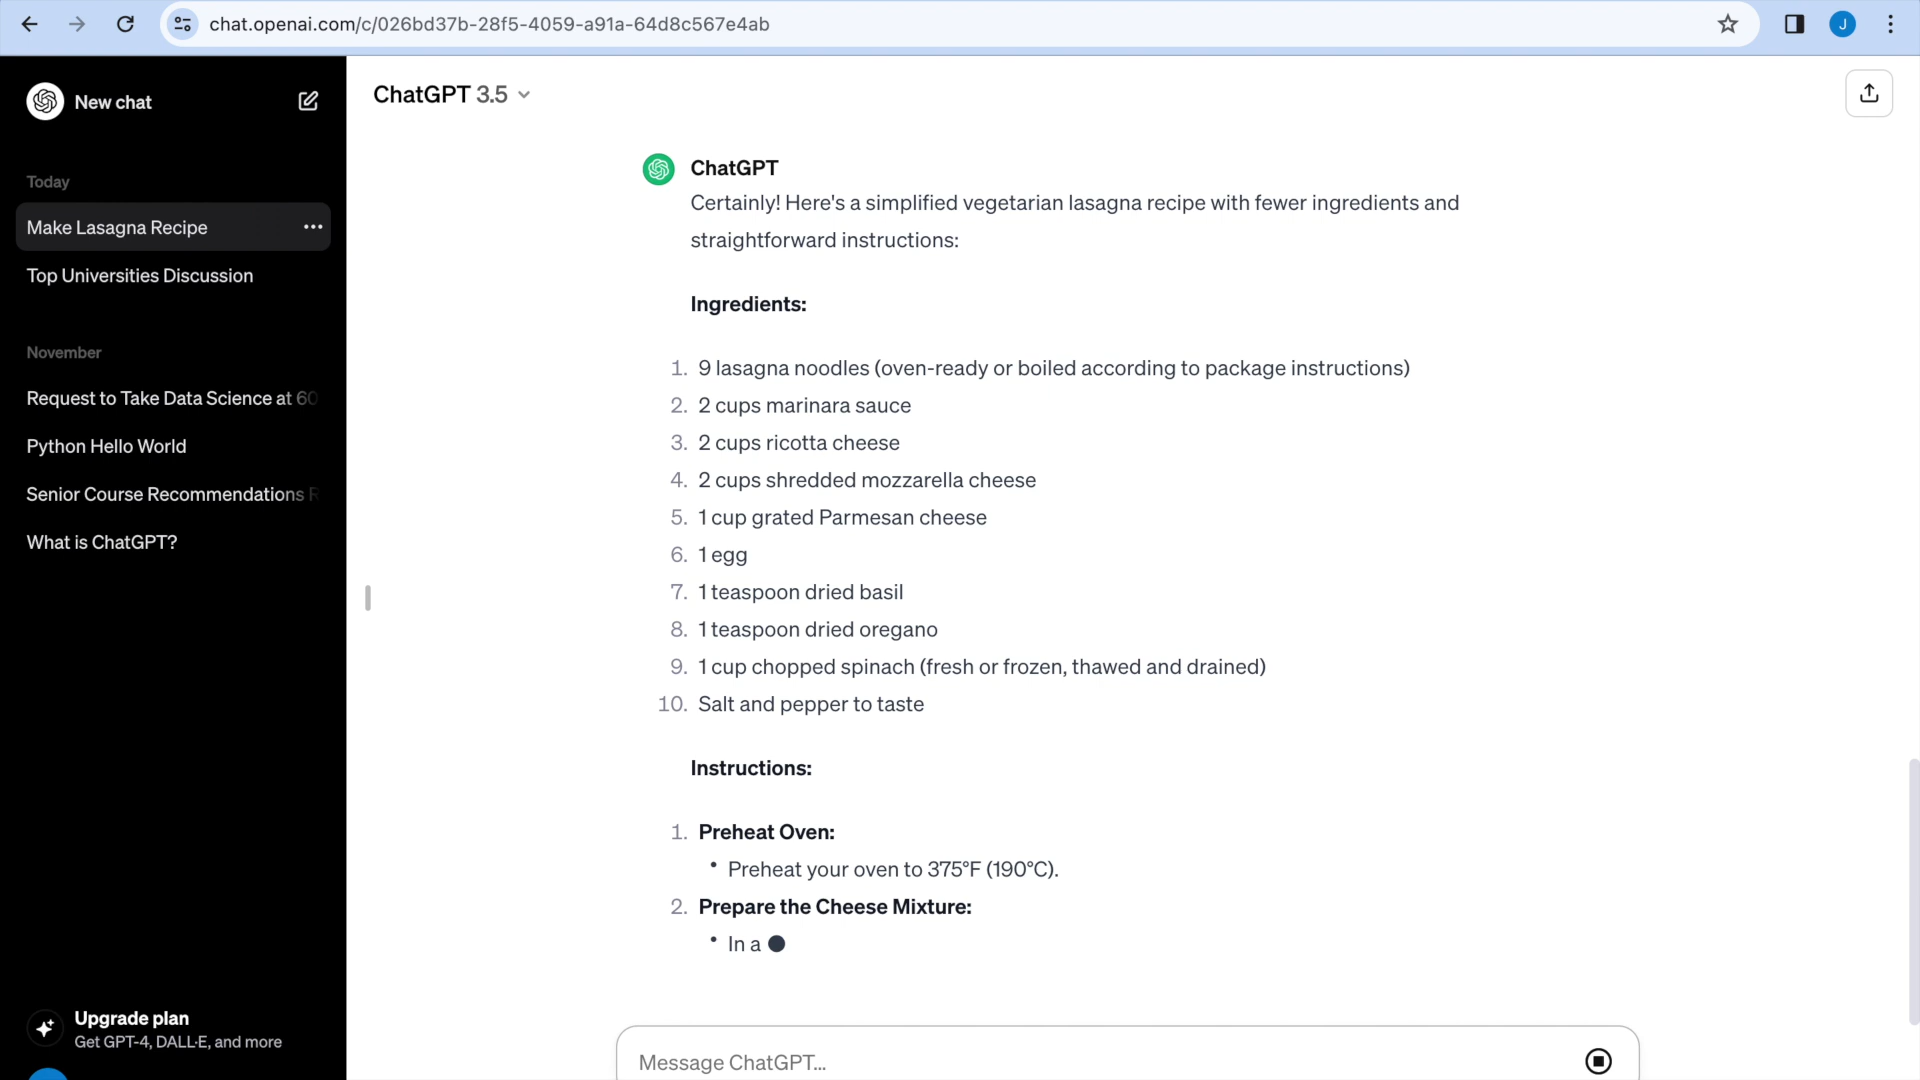 chat.openai.com/c/026bd37b-28f5-4059-a91a-64d8c567e4ab
J
New chat
Today
Make Lasagna Recipe
Top Universities Discussion
November
Request to Take Data Science at 60
Python Hello World
Senior Course Recommendations R
What is ChatGPT?
Upgrade plan
Get GPT-4, DALL·E, and more
ChatGPT 3.5
ChatGPT
Certainly! Here's a simplified vegetarian lasagna recipe with fewer ingredients and
straightforward instructions:
Ingredients:
1. 9 lasagna noodles (oven-ready or boiled according to package instructions)
2. 2 cups marinara sauce
3. 2 cups ricotta cheese
4. 2 cups shredded mozzarella cheese
5. 1 cup grated Parmesan cheese
6. 1 egg
7. 1 teaspoon dried basil
8. 1 teaspoon dried oregano
9. 1 cup chopped spinach (fresh or frozen, thawed and drained)
10. Salt and pepper to taste
Instructions:
1. Preheat Oven:
• Preheat your oven to 375°F (190°C).
2. Prepare the Cheese Mixture:
• In a
Message ChatGPT...